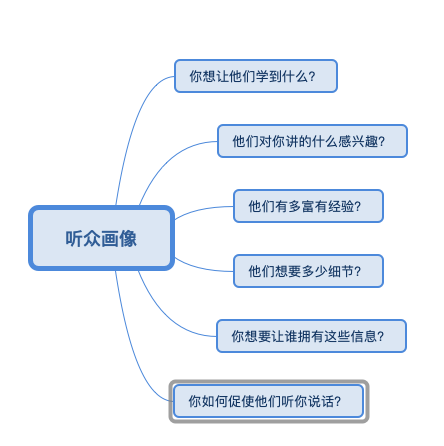 你想让他们学到什么？
他们对你讲的什么感兴趣？
他们有多富有经验？
听众画像
他们想要多少细节？
你想要让谁拥有这些信息？
你如何促使他们听你说话？